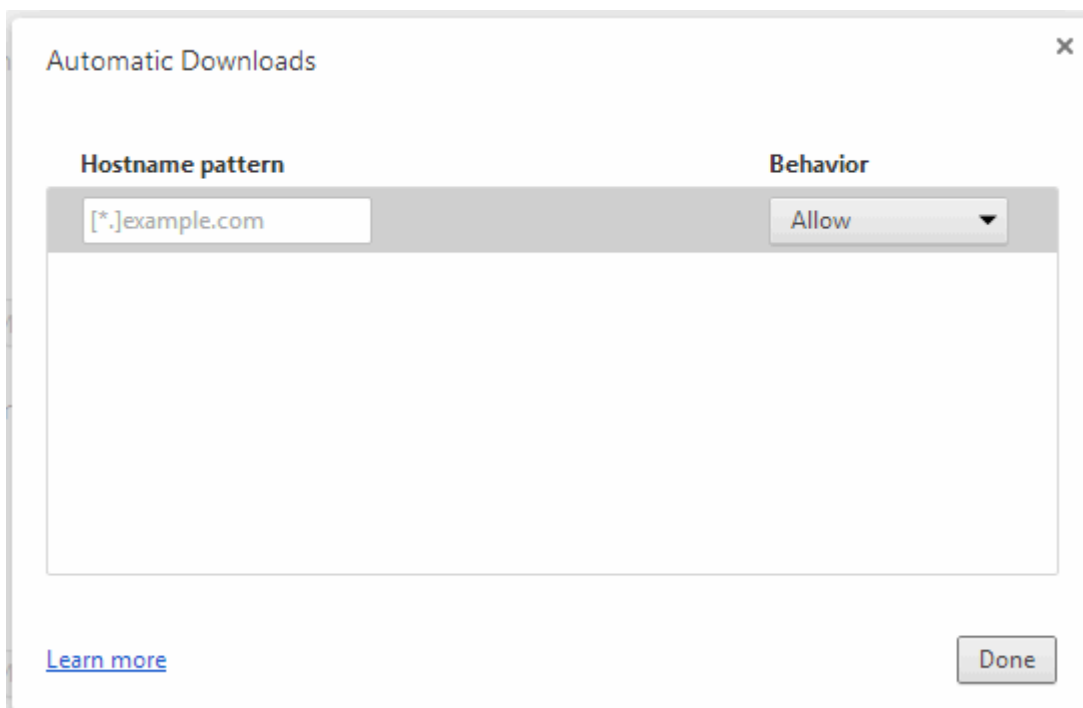 Automatic Downloads
×
Hostname pattern Behavior
[*.]example.com Allow
Learn more Done